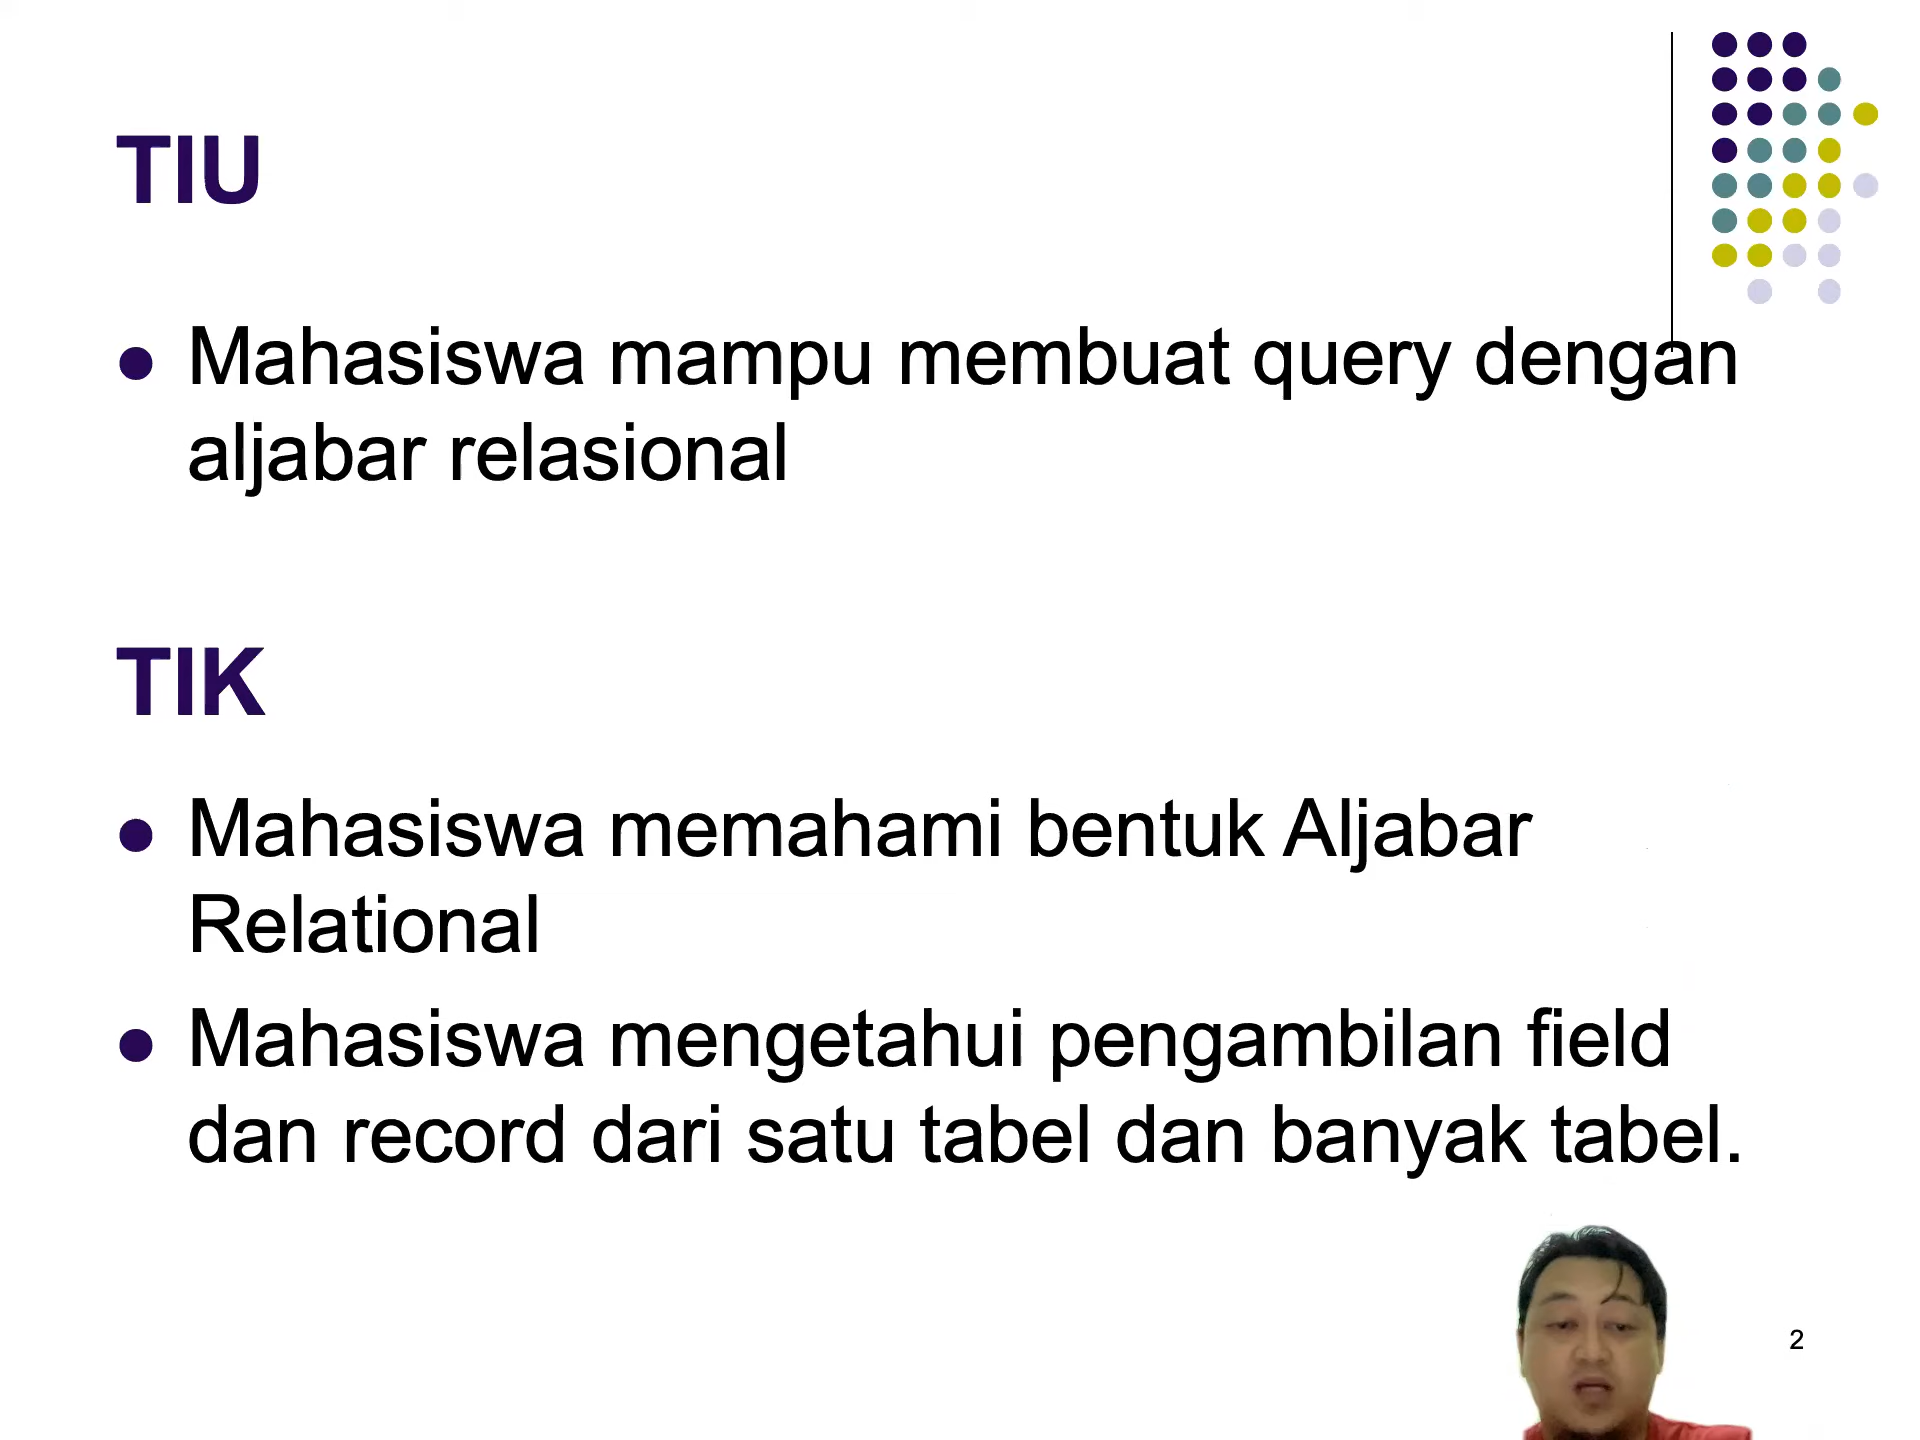 TIU
Mahasiswa mampu membuat query dengan
aljabar relasional
TIK
Mahasiswa memahami bentuk Aljabar
Relational
Mahasiswa mengetahui pengambilan field
dan record dari satu tabel dan banyak tabel.
2